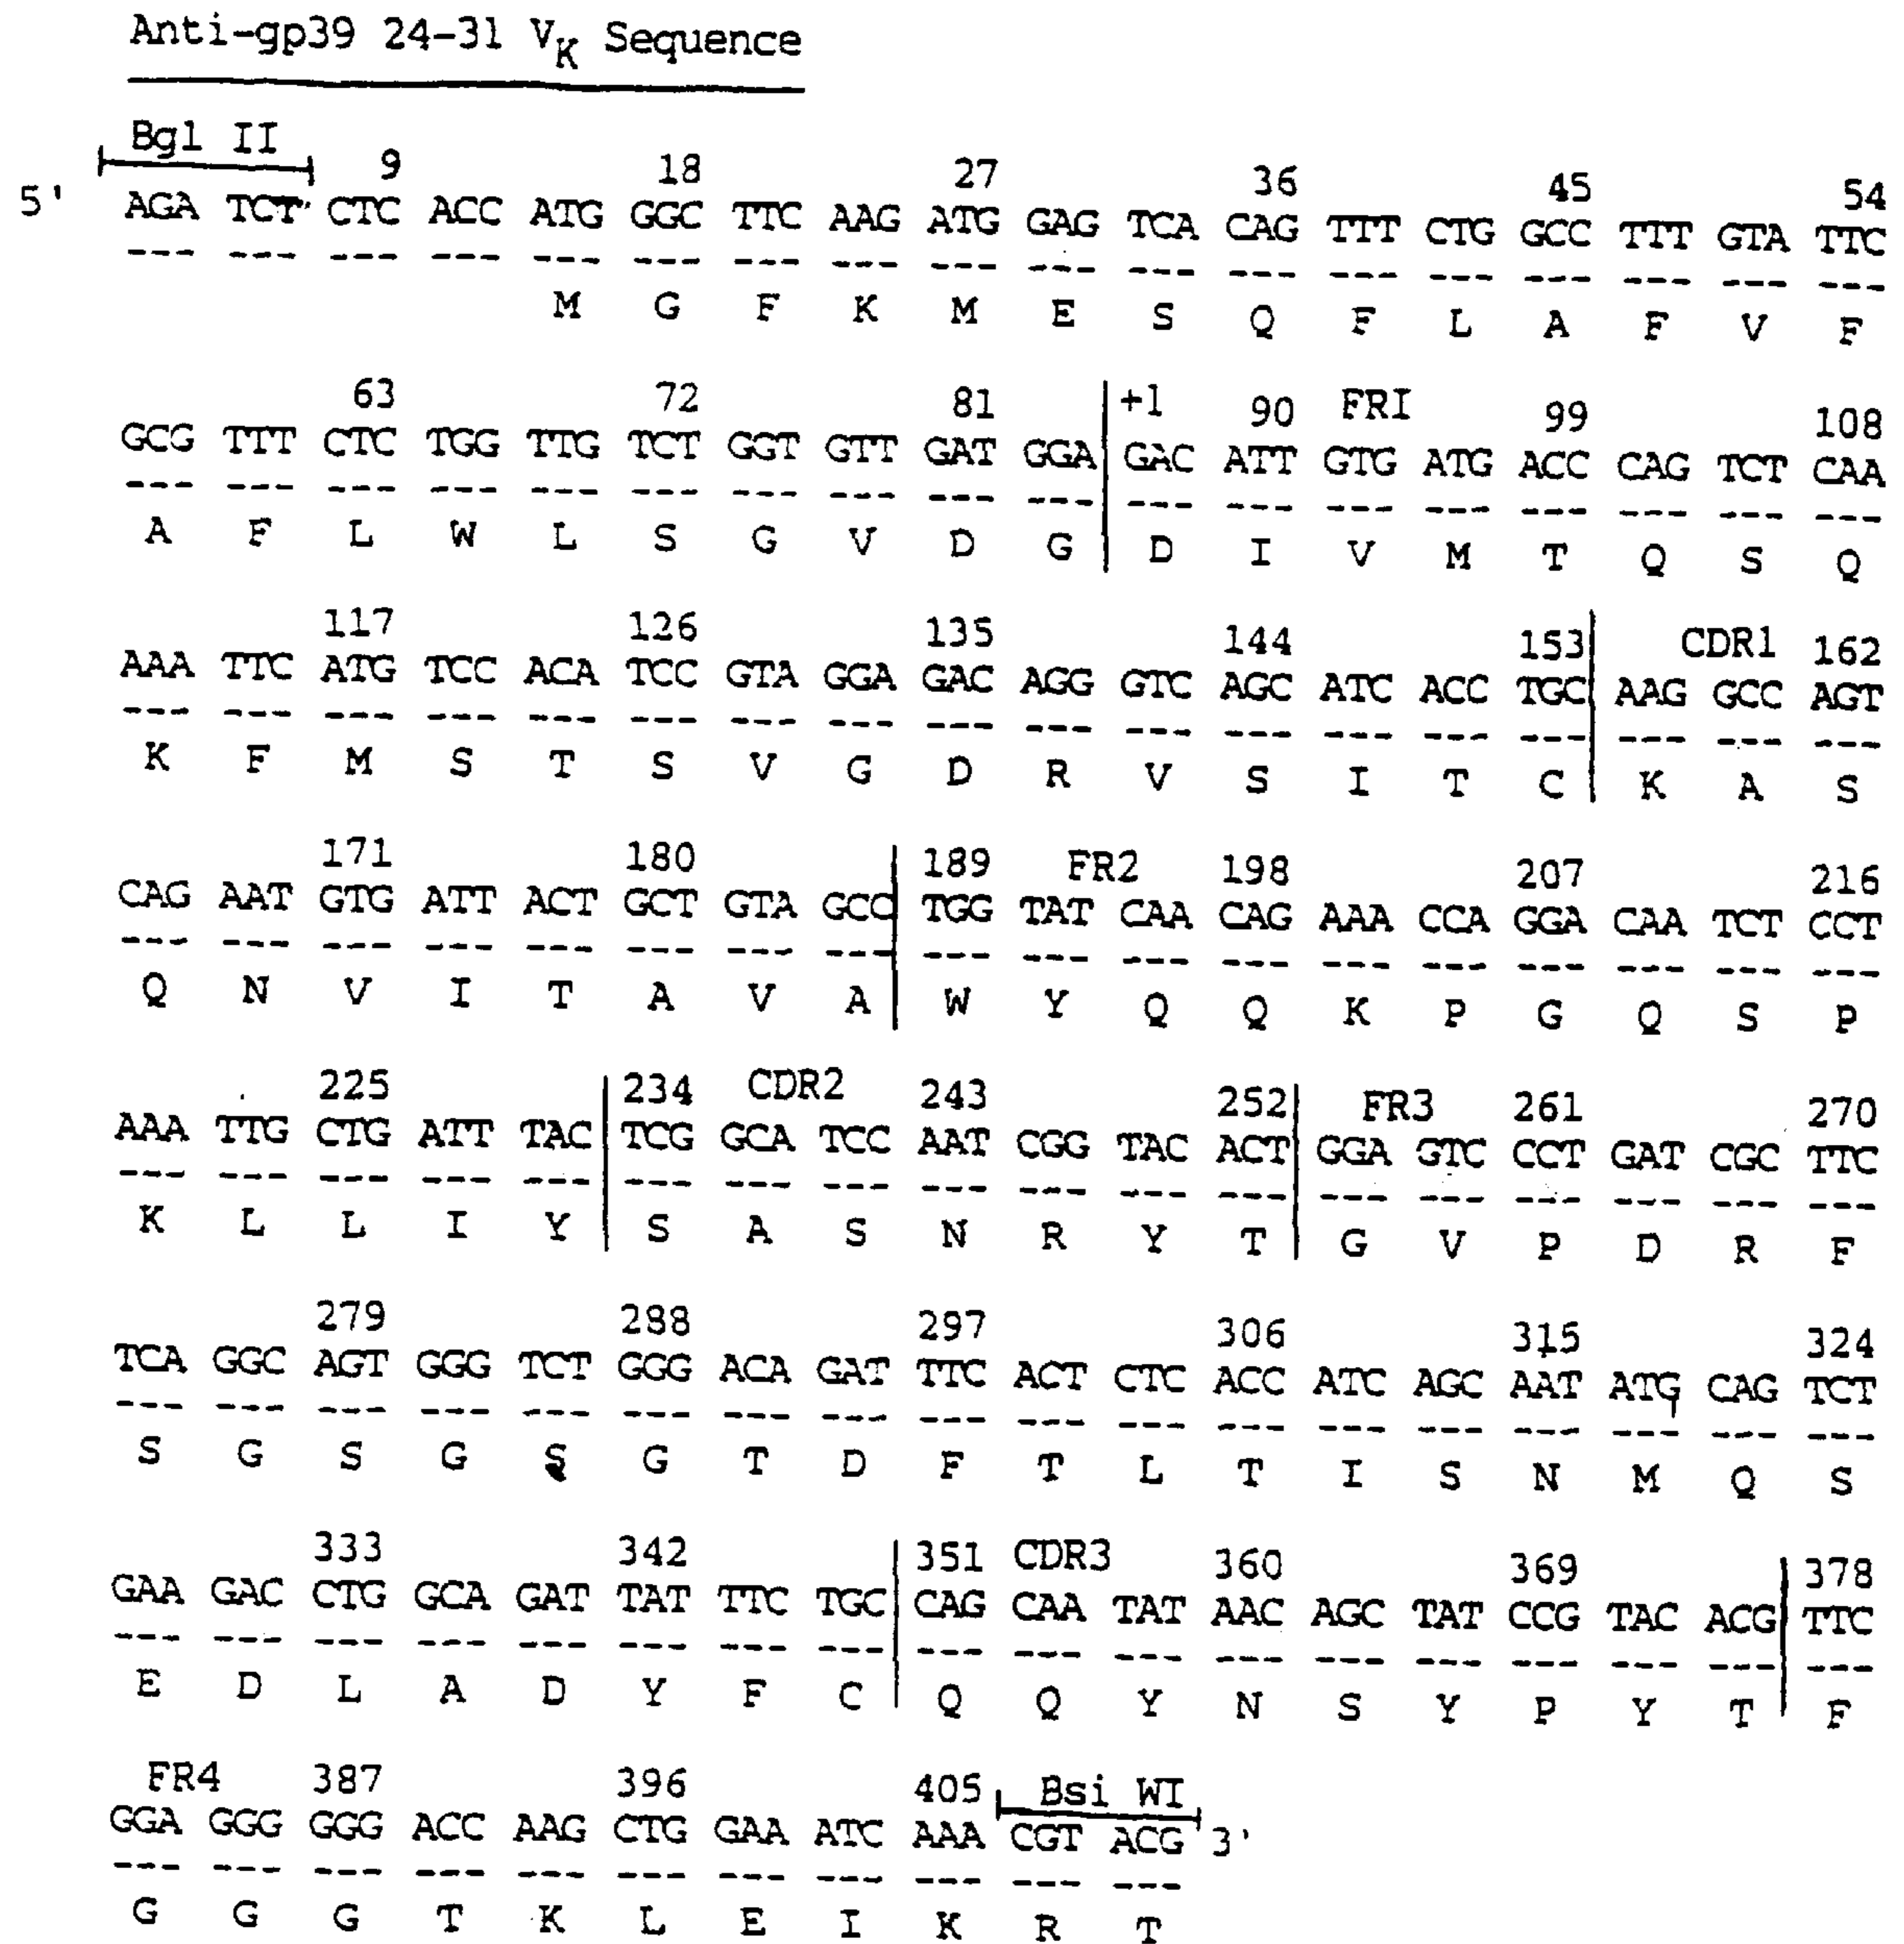 Anti-gp39 24-31 VK Sequence
Bgl II 9 18 27 36 45 54
5' AGA TCT CTC ACC ATG GGC TTC AAG ATG GAG TCA CAG TTT CTG GCC TTT GTA TTC
--- --- --- --- --- --- --- --- --- --- --- --- --- --- --- --- --- ---
M G F K M E S Q F L A F V F
63 72 81 +1 90 FRI 99 108
GCG TTT CTC TGG TTG TCT GGT GTT GAT GGA GAC ATT GTG ATG ACC CAG TCT CAA
--- --- --- --- --- --- --- --- --- --- --- --- --- --- --- --- --- ---
A F L W L S G V D G D I V M T Q S Q
117 126 135 144 153 CDR1 162
AAA TTC ATG TCC ACA TCC GTA GGA GAC AGG GTC AGC ATC ACC TGC AAG GCC AGT
--- --- --- --- --- --- --- --- --- --- --- --- --- --- --- --- --- ---
K F M S T S V G D R V S I T C K A S
171 180 189 FR2 198 207 216
CAG AAT GTG ATT ACT GCT GTA GCC TGG TAT CAA CAG AAA CCA GGA CAA TCT CCT
--- --- --- --- --- --- --- --- --- --- --- --- --- --- --- --- --- ---
Q N V I T A V A W Y Q Q K P G Q S P
225 234 CDR2 243 252 FR3 261 270
AAA TTG CTG ATT TAC TCG GCA TCC AAT CGG TAC ACT GGA GTC CCT GAT CGC TTC
--- --- --- --- --- --- --- --- --- --- --- --- --- --- --- --- --- ---
K L L I Y S A S N R Y T G V P D R F
279 288 297 306 315 324
TCA GGC AGT GGG TCT GGG ACA GAT TTC ACT CTC ACC ATC AGC AAT ATG CAG TCT
--- --- --- --- --- --- --- --- --- --- --- --- --- --- --- --- --- ---
S G S G S G T D F T L T I S N M Q S
333 342 351 CDR3 360 369 378
GAA GAC CTG GCA GAT TAT TTC TGC CAG CAA TAT AAC AGC TAT CCG TAC ACG TTC
--- --- --- --- --- --- --- --- --- --- --- --- --- --- --- --- --- ---
E D L A D Y F C Q Q Y N S Y P Y T F
FR4 387 396 405 Bsi WI
GGA GGG GGG ACC AAG CTG GAA ATC AAA CGT ACG 3'
--- --- --- --- --- --- --- --- --- --- ---
G G G T K L E I K R T